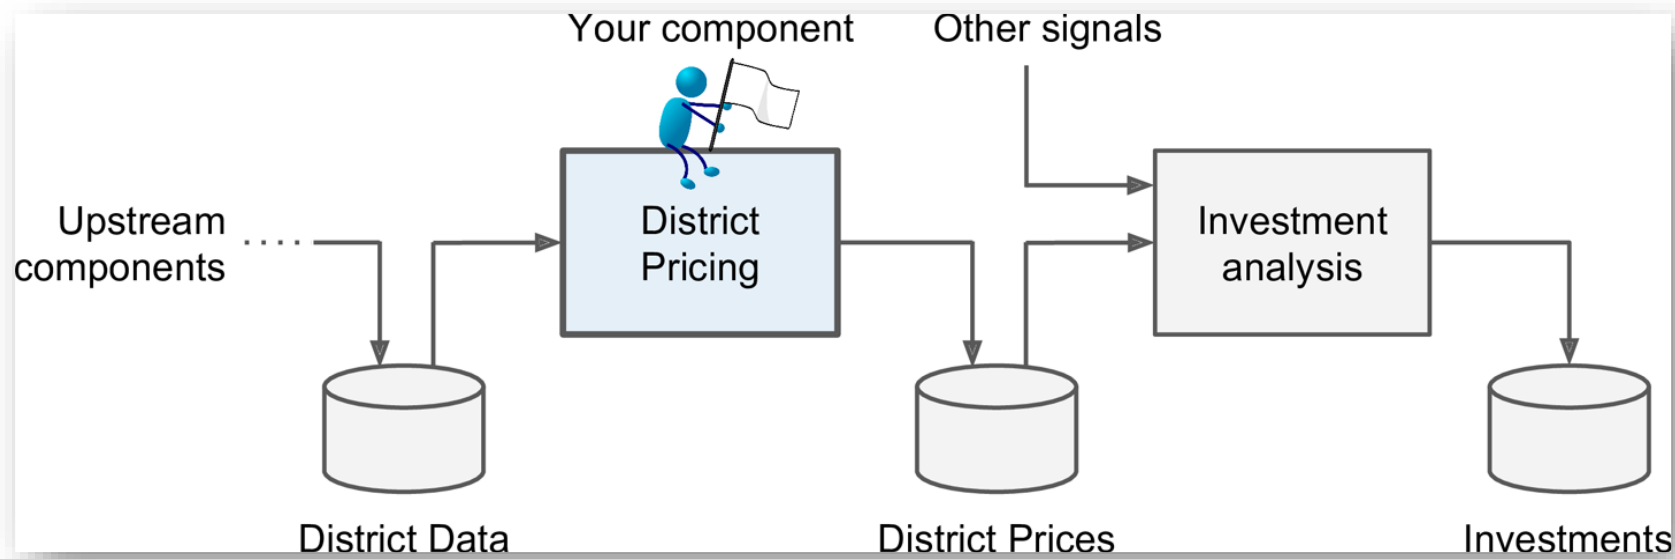 Your component
Other signals
Upstream
components
District
Pricing
Investment
analysis
District Data
District Prices
Investments